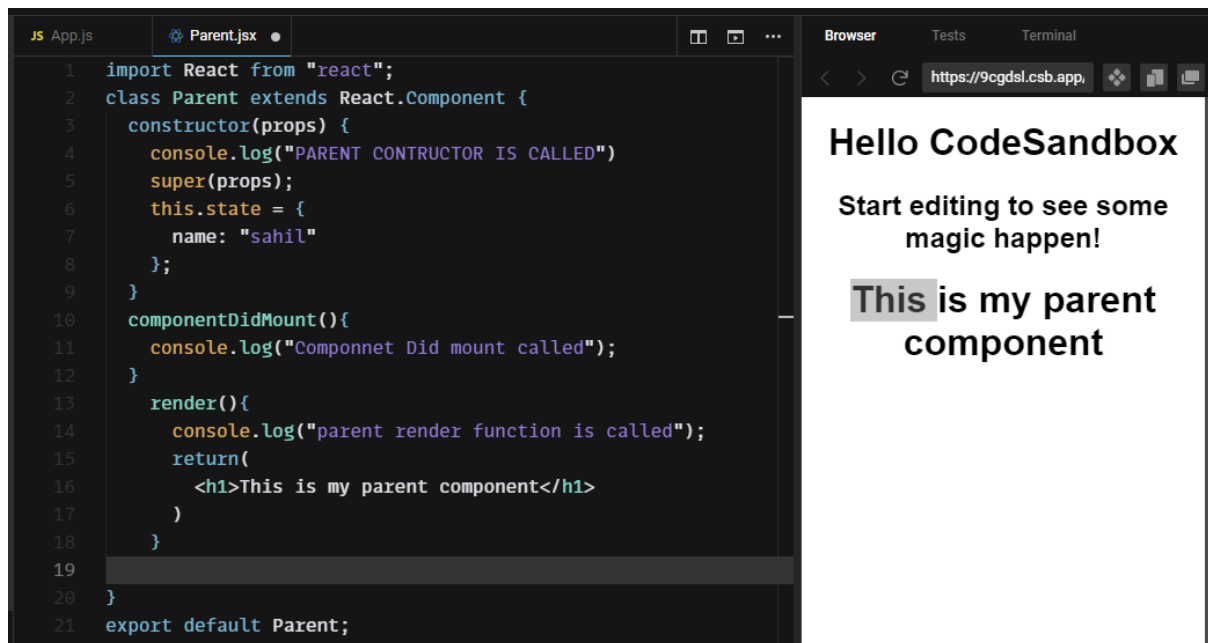 JS App.js
Parent.jsx
Browser
Tests
Terminal
https://9cgdsl.csb.app/
1 import React from "react";
2 class Parent extends React.Component {
3 constructor(props) {
4 console.log("PARENT CONTRUCTOR IS CALLED")
5 super(props);
6 this.state = {
7 name: "sahil"
8 };
9 }
10 componentDidMount(){
11 console.log("Componnet Did mount called");
12 }
13 render(){
14 console.log("parent render function is called");
15 return(
16 <h1>This is my parent component</h1>
17 )
18 }
19
20 }
21 export default Parent;
Hello CodeSandbox
Start editing to see some
magic happen!
This is my parent
component